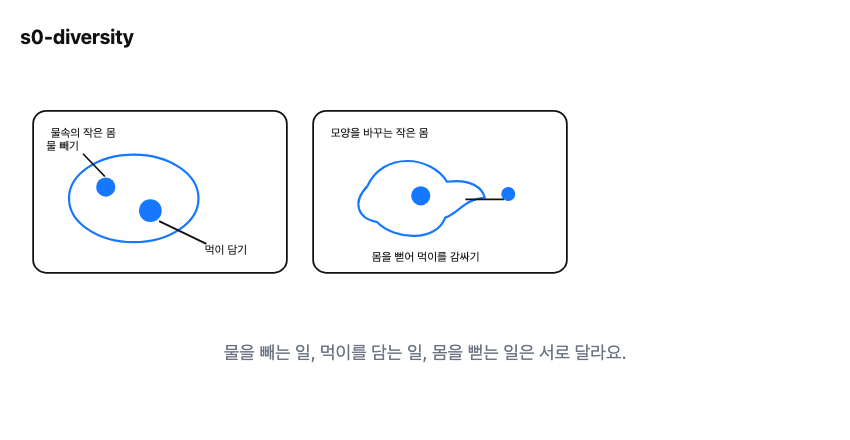 s0-diversity
물속의 작은 몸
물 빼기
먹이 담기
모양을 바꾸는 작은 몸
몸을 뻗어 먹이를 감싸기
물을 빼는 일, 먹이를 담는 일, 몸을 뻗는 일은 서로 달라요.